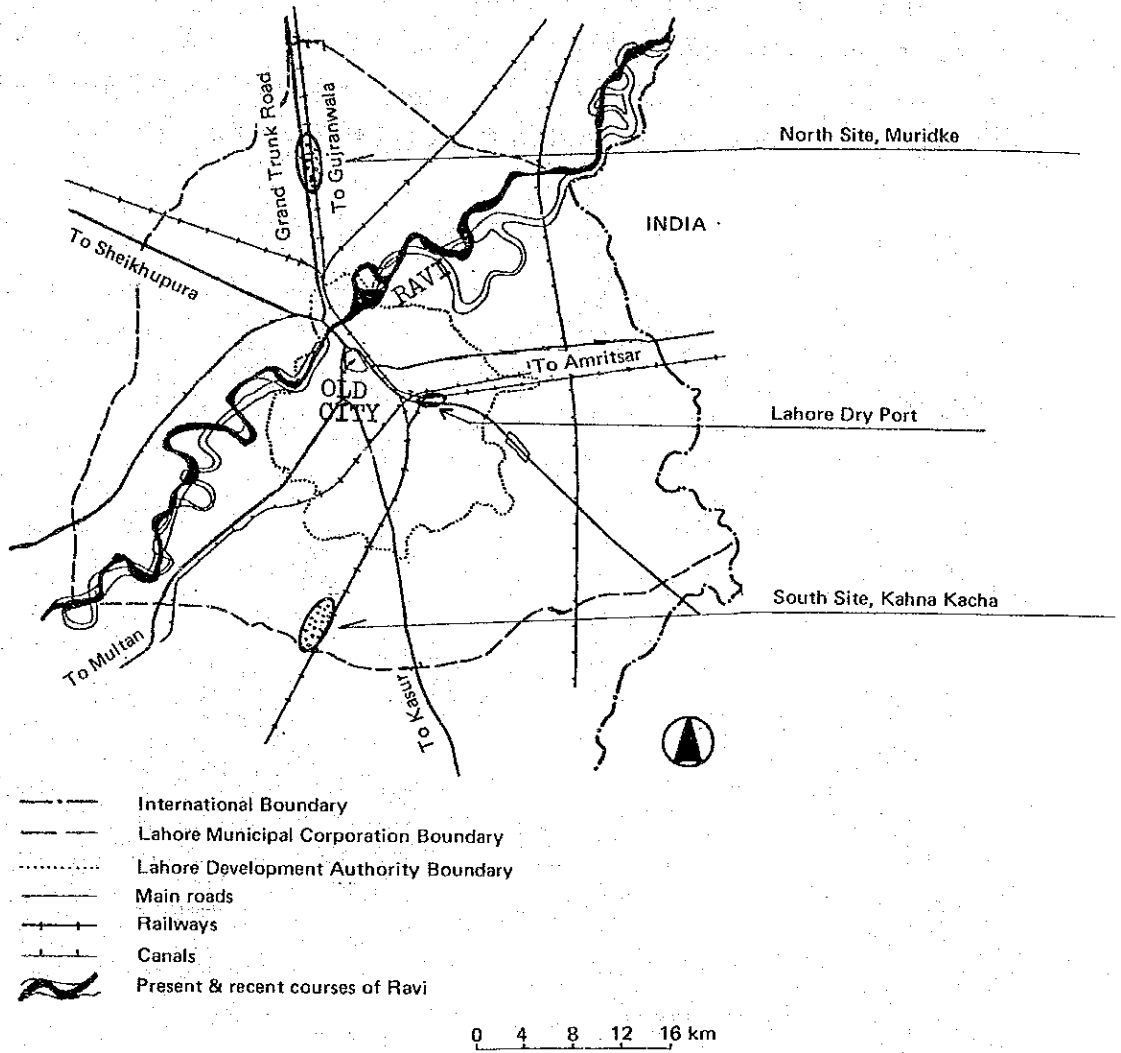 Grand Trunk Road
To Gujranwala
North Site, Muridke
INDIA
To Sheikhupura
RAVI
To Amritsar
OLD
CITY
Lahore Dry Port
South Site, Kahna Kacha
To Multan
To Kasur
International Boundary
Lahore Municipal Corporation Boundary
Lahore Development Authority Boundary
Main roads
Railways
Canals
Present & recent courses of Ravi
0 4 8 12 16 km